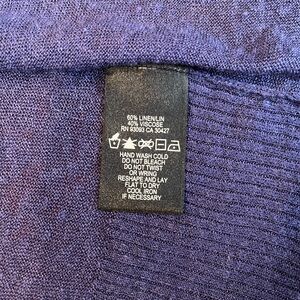 60% LINEN/LIN
40% VISCOSE
RN 93093 CA 30427
HAND WASH COLD
DO NOT BLEACH
DO NOT TWIST
OR WRING
RESHAPE AND LAY
FLAT TO DRY
COOL IRON
IF NECESSARY